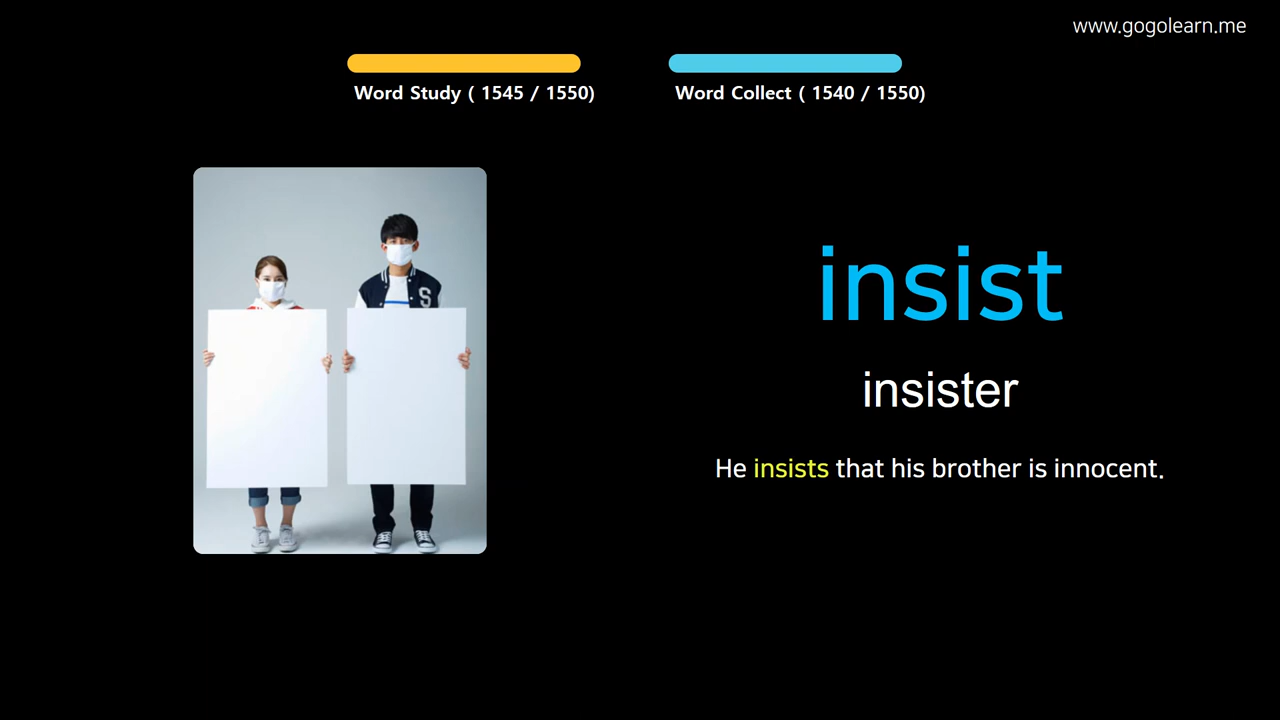 www.gogolearn.me
Word Study ( 1545 / 1550)
Word Collect ( 1540 / 1550)
S
insist
insister
He insists that his brother is innocent.